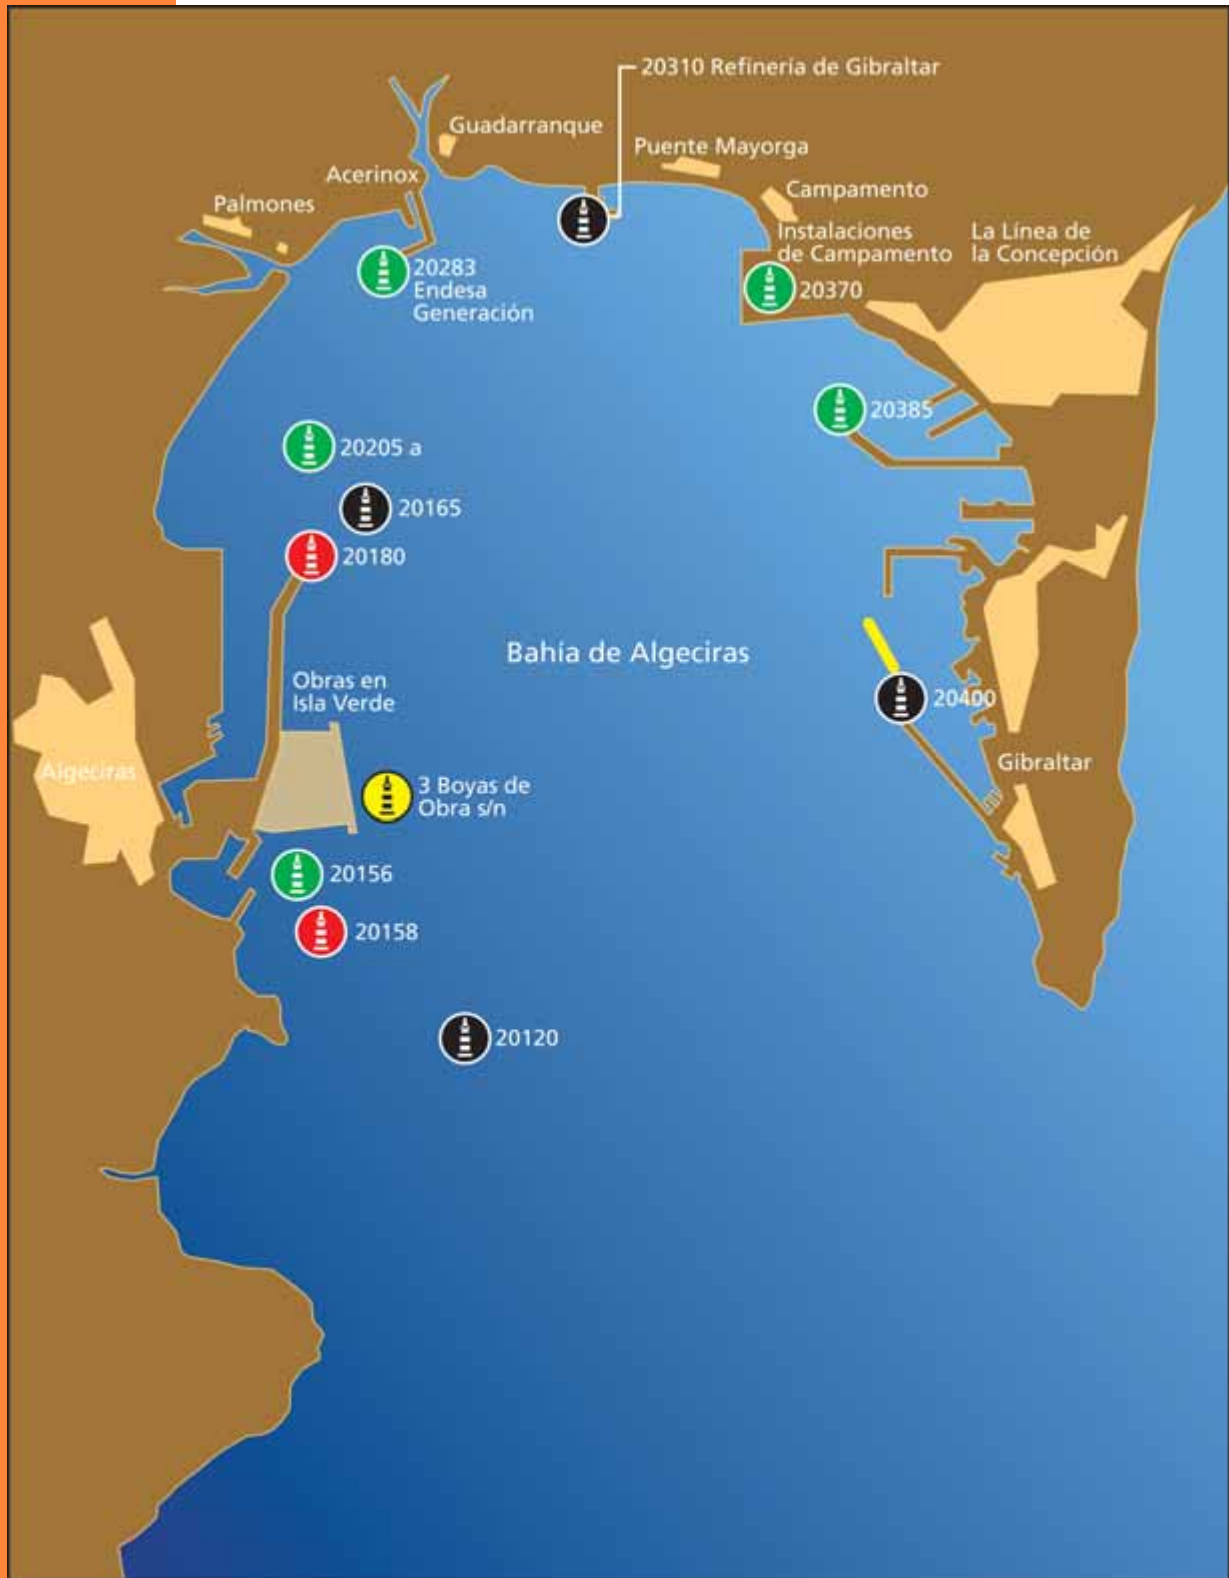 20310 Refinería de Gibraltar
Guadarranque
Puente Mayorga
Acerinox
Campamento
Palmones
Instalaciones
de Campamento
La Línea de
la Concepción
20283
Endesa
Generación
20370
20385
20205 a
20165
20180
Bahía de Algeciras
Obras en
Isla Verde
20400
Gibraltar
Algeciras
3 Boyas de
Obra s/n
20156
20158
20120